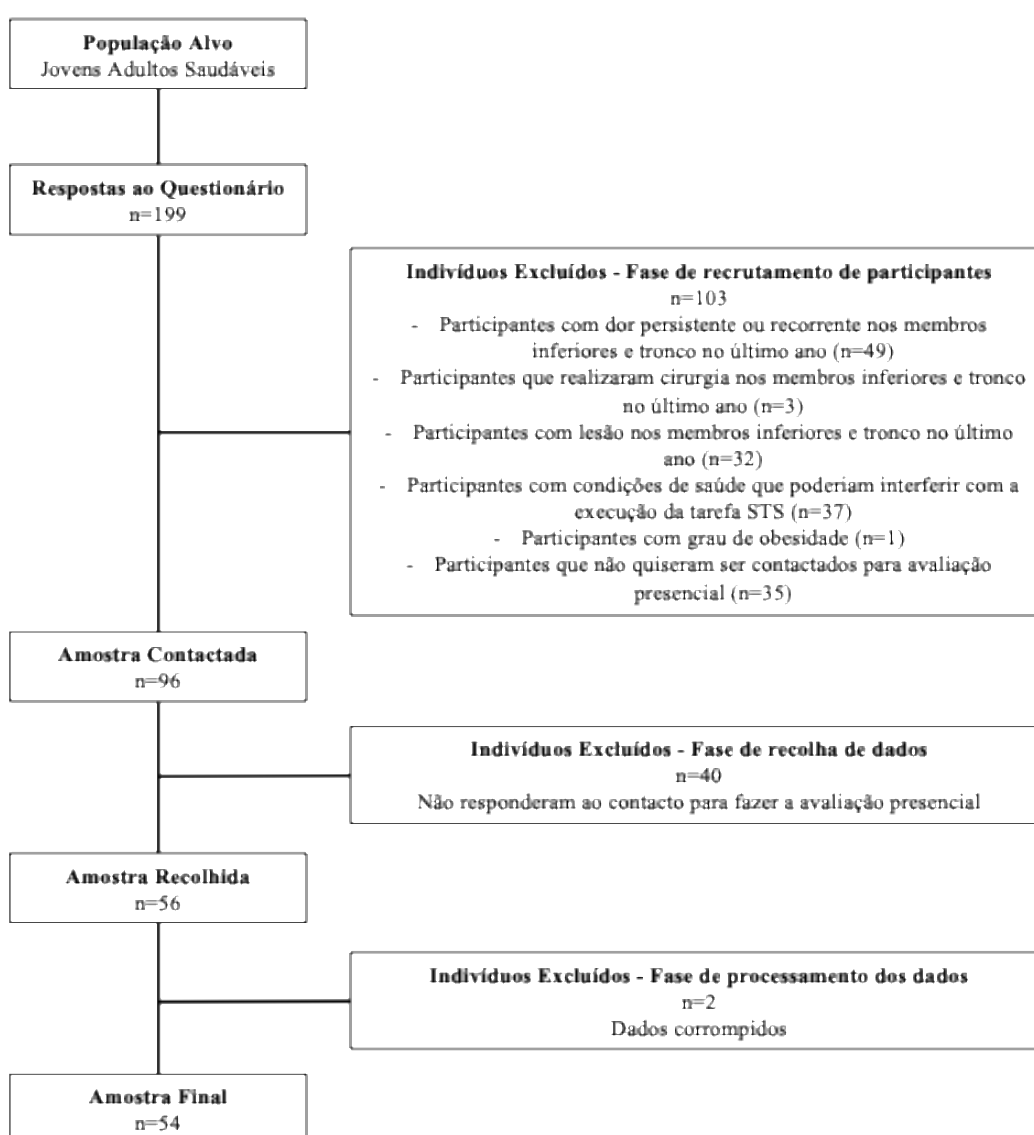 População Alvo
Jovens Adultos Saudáveis
Respostas ao Questionário
n=199
Indivíduos Excluídos - Fase de recrutamento de participantes
n=103
- Participantes com dor persistente ou recorrente nos membros
inferiores e tronco no último ano (n=49)
- Participantes que realizaram cirurgia nos membros inferiores e tronco
no último ano (n=3)
- Participantes com lesão nos membros inferiores e tronco no último
ano (n=32)
- Participantes com condições de saúde que poderiam interferir com a
execução da tarefa STS (n=37)
- Participantes com grau de obesidade (n=1)
- Participantes que não quiseram ser contactados para avaliação
presencial (n=35)
Amostra Contactada
n=96
Indivíduos Excluídos - Fase de recolha de dados
n=40
Não responderam ao contacto para fazer a avaliação presencial
Amostra Recolhida
n=56
Indivíduos Excluídos - Fase de processamento dos dados
n=2
Dados corrompidos
Amostra Final
n=54